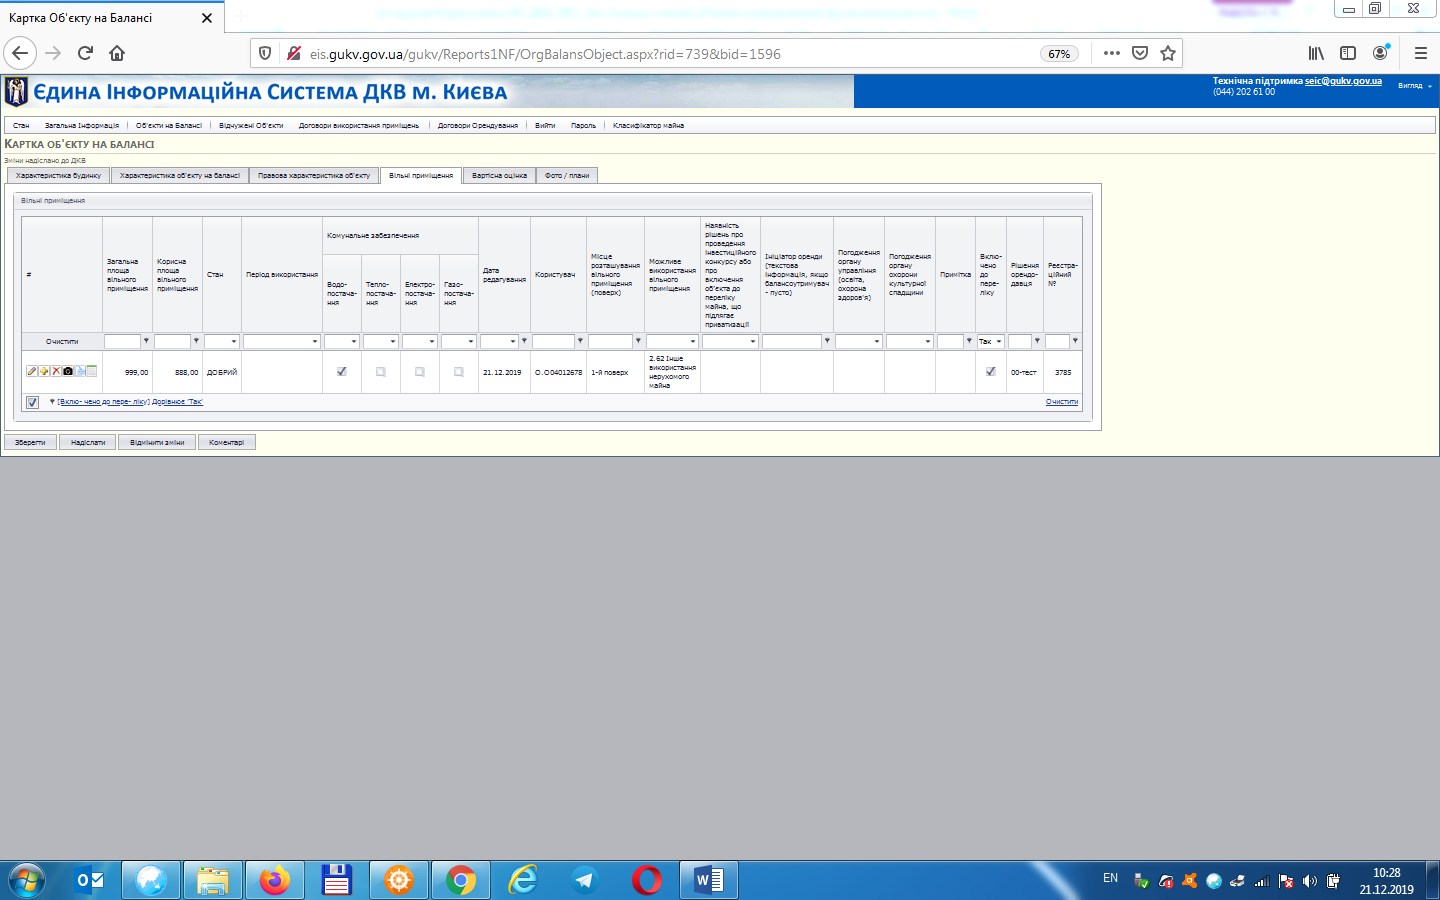 Картка Об'єкту на Балансі
eis.gukv.gov.ua/gukv/Reports1NF/OrgBalansObject.aspx?rid=739&bid=1596
67%
Єдина Інформаційна Система ДКВ м. Києва
Технічна підтримка seic@gukv.gov.ua
(044) 202 61 00
Вигляд
Стан | Загальна Інформація | Об'єкти на Балансі | Відчужені Об'єкти | Договори використання приміщень | Договори Орендування | Вийти | Пароль | Класифікатор майна
Картка об'єкту на балансі
Зміни надіслано до ДКВ
Характеристика будинку
Характеристика об'єкту на балансі
Правова характеристика об'єкту
Вільні приміщення
Вартісна оцінка
Фото / плани
Вільні приміщення
#
Загальна
площа
вільного
приміщення
Корисна
площа
вільного
приміщення
Стан
Період використання
Комунальне забезпечення
Водо-
постача-
ння
Тепло-
постача-
ння
Електро-
постача-
ння
Газо-
постача-
ння
Дата
редагування
Користувач
Місце
розташування
вільного
приміщення
(поверх)
Можливе
використання
вільного
приміщення
Наявність
рішень про
проведення
інвестиційного
конкурсу або
про
включення
об'єкта до
переліку
майна, що
підлягає
приватизації
Ініціатор оренди
(текстова
інформація, якщо
балансоутримувач
- пусто)
Погодження
органу
управління
(освіта,
охорона
здоров'я)
Погодження
органу
охорони
культурної
спадщини
Примітка
Вклю-
чено
до
пере-
ліку
Рішення
орендо-
давця
Реєстра-
ційний
№
Очистити
Так
999,00
888,00
ДОБРИЙ
21.12.2019
O.O04012678
1-й поверх
2.62 Інше
використання
нерухомого
майна
00-тест
3785
[Вклю- чено до пере- ліку] Дорівнює 'Так'
Очистити
Зберегти
Надіслати
Відмінити зміни
Коментарі
EN
10:28
21.12.2019